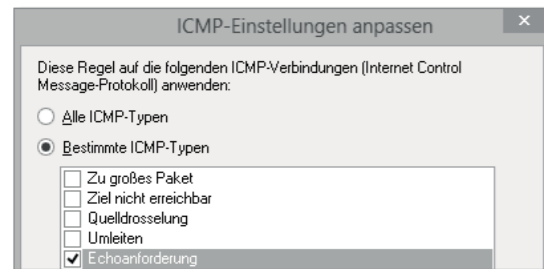 ICMP-Einstellungen anpassen
Diese Regel auf die folgenden ICMP-Verbindungen (Internet Control
Message-Protokoll) anwenden:
Alle ICMP-Typen
Bestimmte ICMP-Typen
Zu großes Paket
Ziel nicht erreichbar
Quelldrosselung
Umleiten
Echoanforderung